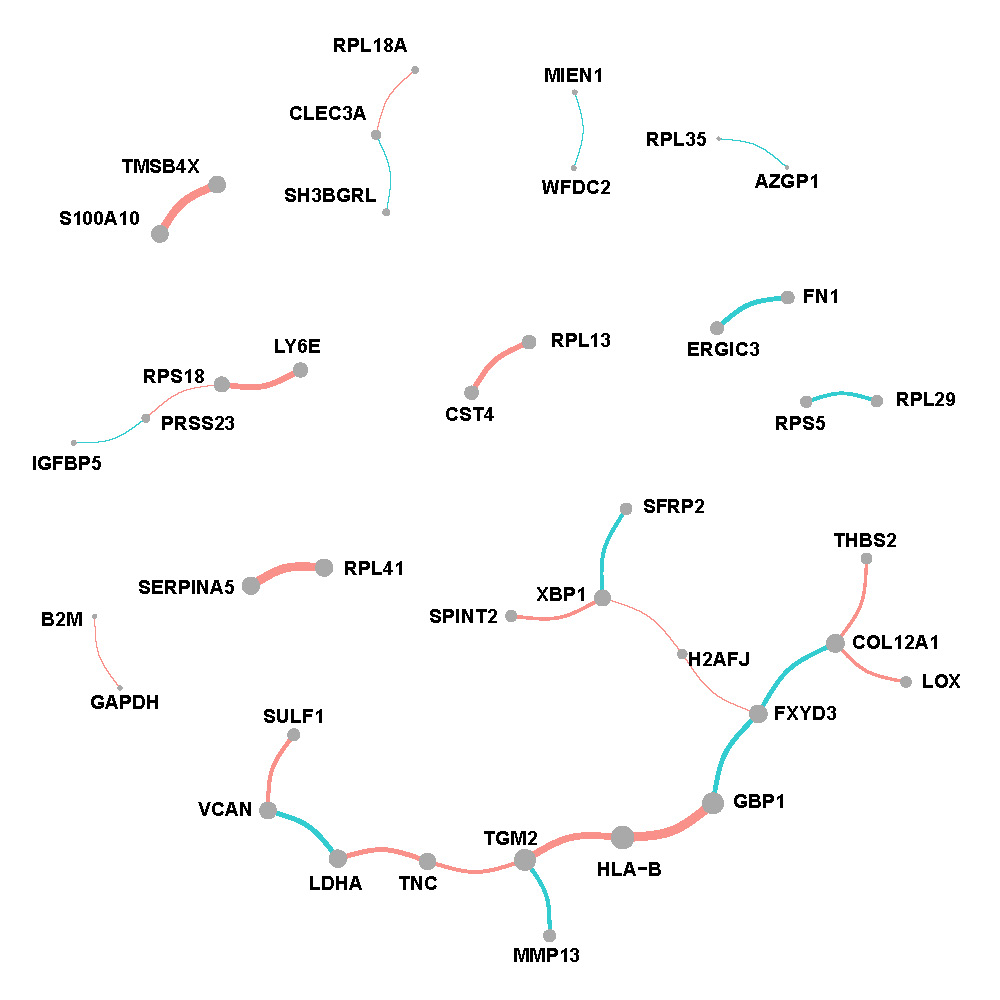 RPL18A
MIEN1
CLEC3A
RPL35
TMSB4X
AZGP1
WFDC2
SH3BGRL
S100A10
FN1
RPL13
LY6E
ERGIC3
RPS18
RPL29
CST4
PRSS23
RPS5
IGFBP5
SFRP2
THBS2
RPL41
SERPINA5
XBP1
SPINT2
B2M
COL12A1
H2AFJ
LOX
GAPDH
SULF1
FXYD3
GBP1
VCAN
TGM2
HLA−B
LDHA
TNC
MMP13